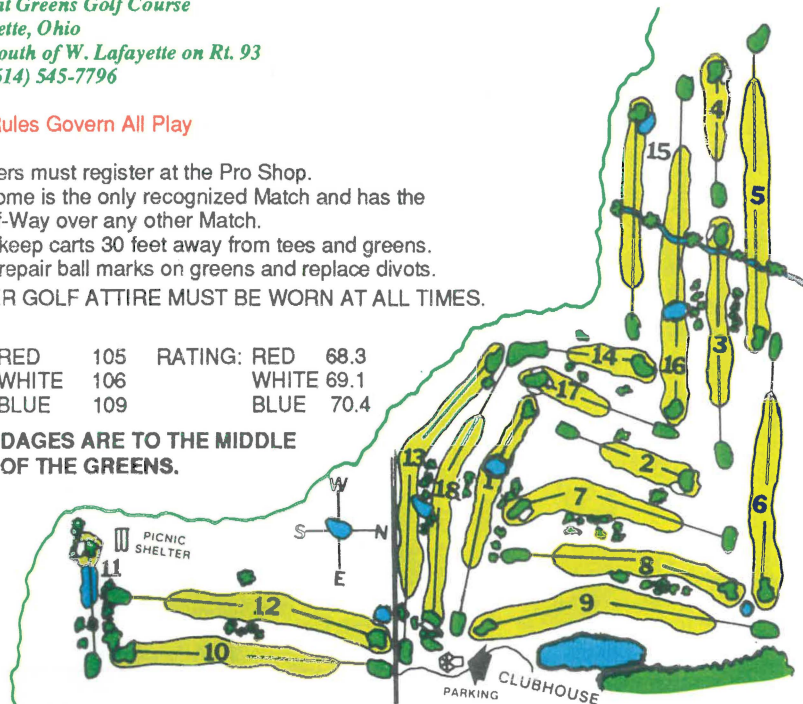 at Greens Golf Course
ette, Ohio
outh of W. Lafayette on Rt. 93
614) 545-7796
Rules Govern All Play
ers must register at the Pro Shop.
ome is the only recognized Match and has the
f-Way over any other Match.
keep carts 30 feet away from tees and greens.
repair ball marks on greens and replace divots.
R GOLF ATTIRE MUST BE WORN AT ALL TIMES.
RED 105 RATING: RED 68.3
WHITE 106 WHITE 69.1
BLUE 109 BLUE 70.4
DAGES ARE TO THE MIDDLE
OF THE GREENS.
4
15
5
3
14
16
17
13
2
18
1
7
6
W
S N
E
PICNIC
SHELTER
11
8
12
9
10
PARKING
CLUBHOUSE